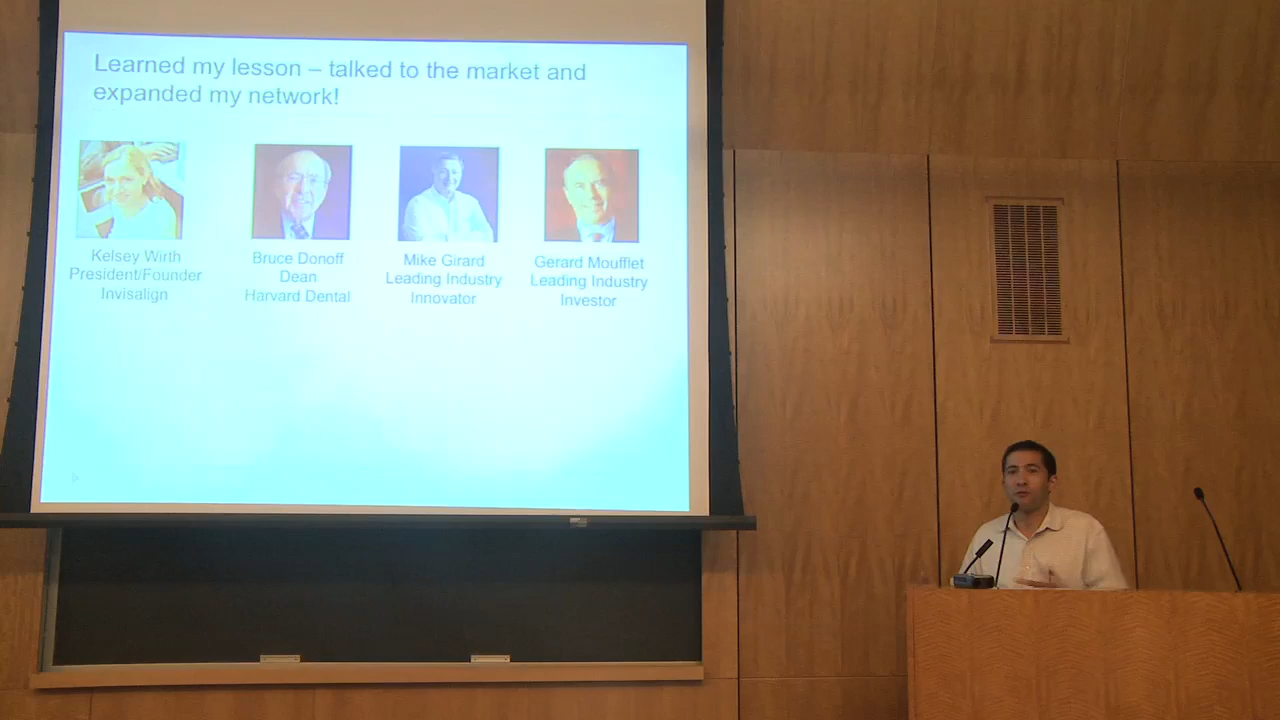 Learned my lesson – talked to the market and
expanded my network!
Kelsey Wirth
President/Founder
Invisalign
Bruce Donoff
Dean
Harvard Dental
Mike Girard
Leading Industry
Innovator
Gerard Moufflet
Leading Industry
Investor